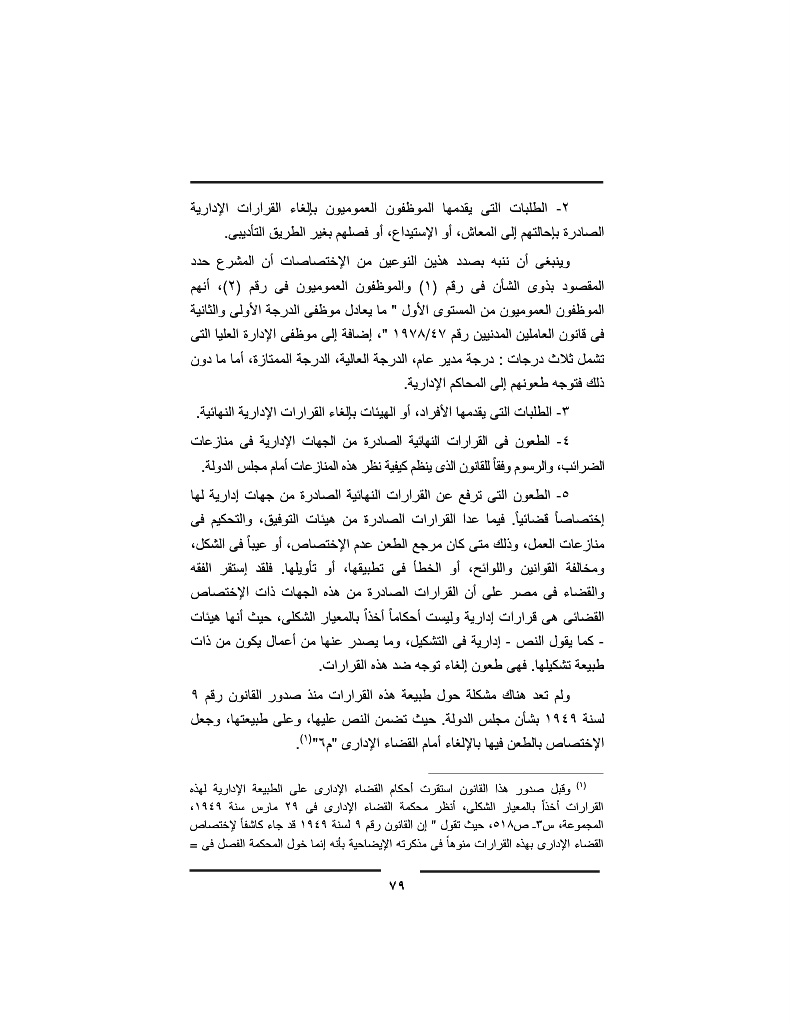 ٢- الطلبات التى يقدمها الموظفون العموميون بإلغاء القرارات الإدارية
الصادرة بإحالتهم إلى المعاش، أو الإستيداع، أو فصلهم بغير الطريق التأديبى.
وينبغى أن ننبه بصدد هذين النوعين من الإختصاصات أن المشرع حدد
المقصود بذوى الشأن فى رقم (١) والموظفون العموميون فى رقم (٢)، أنهم
الموظفون العموميون من المستوى الأول " ما يعادل موظفى الدرجة الأولى والثانية
فى قانون العاملين المدنيين رقم ١٩٧٨/٤٧ "، إضافة إلى موظفى الإدارة العليا التى
تشمل ثلاث درجات : درجة مدير عام، الدرجة العالية، الدرجة الممتازة، أما ما دون
ذلك فتوجه طعونهم إلى المحاكم الإدارية.
٣- الطلبات التى يقدمها الأفراد، أو الهيئات بإلغاء القرارات الإدارية النهائية.
٤- الطعون فى القرارات النهائية الصادرة من الجهات الإدارية فى منازعات
الضرائب، والرسوم وفقاً للقانون الذى ينظم كيفية نظر هذه المنازعات أمام مجلس الدولة.
٥- الطعون التى ترفع عن القرارات النهائية الصادرة من جهات إدارية لها
إختصاصاً قضائياً. فيما عدا القرارات الصادرة من هيئات التوفيق، والتحكيم فى
منازعات العمل، وذلك متى كان مرجع الطعن عدم الإختصاص، أو عيباً فى الشكل،
ومخالفة القوانين واللوائح، أو الخطأ فى تطبيقها، أو تأويلها. فلقد إستقر الفقه
والقضاء فى مصر على أن القرارات الصادرة من هذه الجهات ذات الإختصاص
القضائى هى قرارات إدارية وليست أحكاماً أخذاً بالمعيار الشكلى، حيث أنها هيئات
- كما يقول النص - إدارية فى التشكيل، وما يصدر عنها من أعمال يكون من ذات
طبيعة تشكيلها. فهى طعون إلغاء توجه ضد هذه القرارات.
ولم تعد هناك مشكلة حول طبيعة هذه القرارات منذ صدور القانون رقم ٩
لسنة ١٩٤٩ بشأن مجلس الدولة. حيث تضمن النص عليها، وعلى طبيعتها، وجعل
الإختصاص بالطعن فيها بالإلغاء أمام القضاء الإدارى "م٦"(١).
(١) وقبل صدور هذا القانون استقرت أحكام القضاء الإدارى على الطبيعة الإدارية لهذه
القرارات أخذاً بالمعيار الشكلى، أنظر محكمة القضاء الإدارى فى ٢٩ مارس سنة ١٩٤٩،
المجموعة، س٣ـ ص٥١٨، حيث تقول " إن القانون رقم ٩ لسنة ١٩٤٩ قد جاء كاشفاً لإختصاص
القضاء الإدارى بهذه القرارات منوهاً فى مذكرته الإيضاحية بأنه إنما خول المحكمة الفصل فى =
٧٩